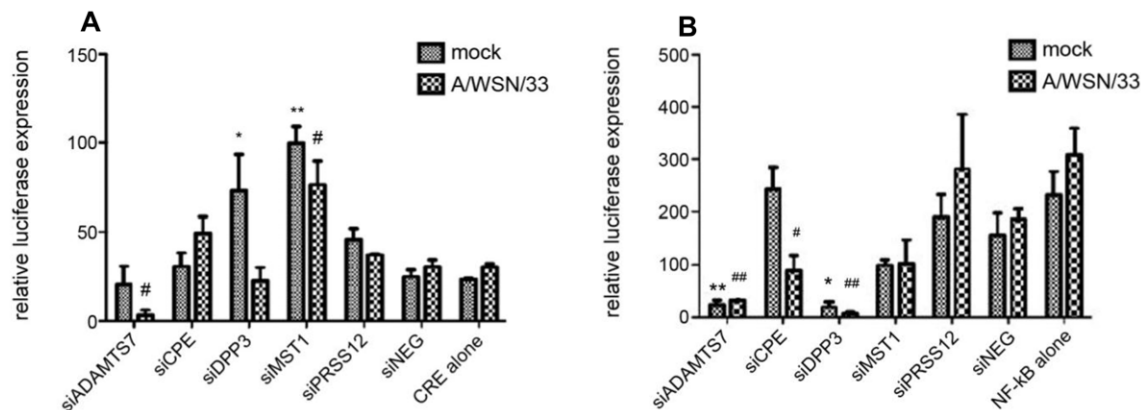 A
relative luciferase expression
150
100
50
0
mock
A/WSN/33
#
*
**
#
siADAMTS7
siCPE
siDPP3
siMST1
siPRSS12
siNEG
CRE alone
B
relative luciferase expression
500
400
300
200
100
0
mock
A/WSN/33
**
##
#
*
##
siADAMTS7
siCPE
siDPP3
siMST1
siPRSS12
siNEG
NF-kB alone